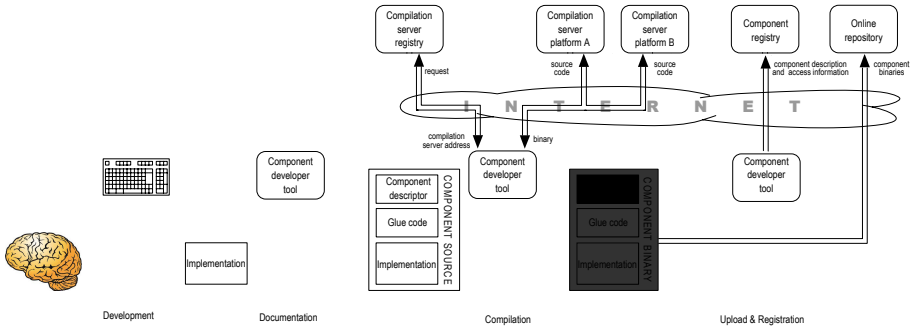 Compilation
server
registry
Compilation
server
platform A
Compilation
server
platform B
Component
registry
Online
repository
request
source
code
source
code
component description
and access information
component
binaries
I N T E R N E T
compilation
server address
binary
Component
developer
tool
Component
developer
tool
Component
developer
tool
Component
descriptor
Glue code
Implementation
COMPONENT SOURCE
Glue code
Implementation
COMPONENT BINARY
Implementation
Development
Documentation
Compilation
Upload & Registration